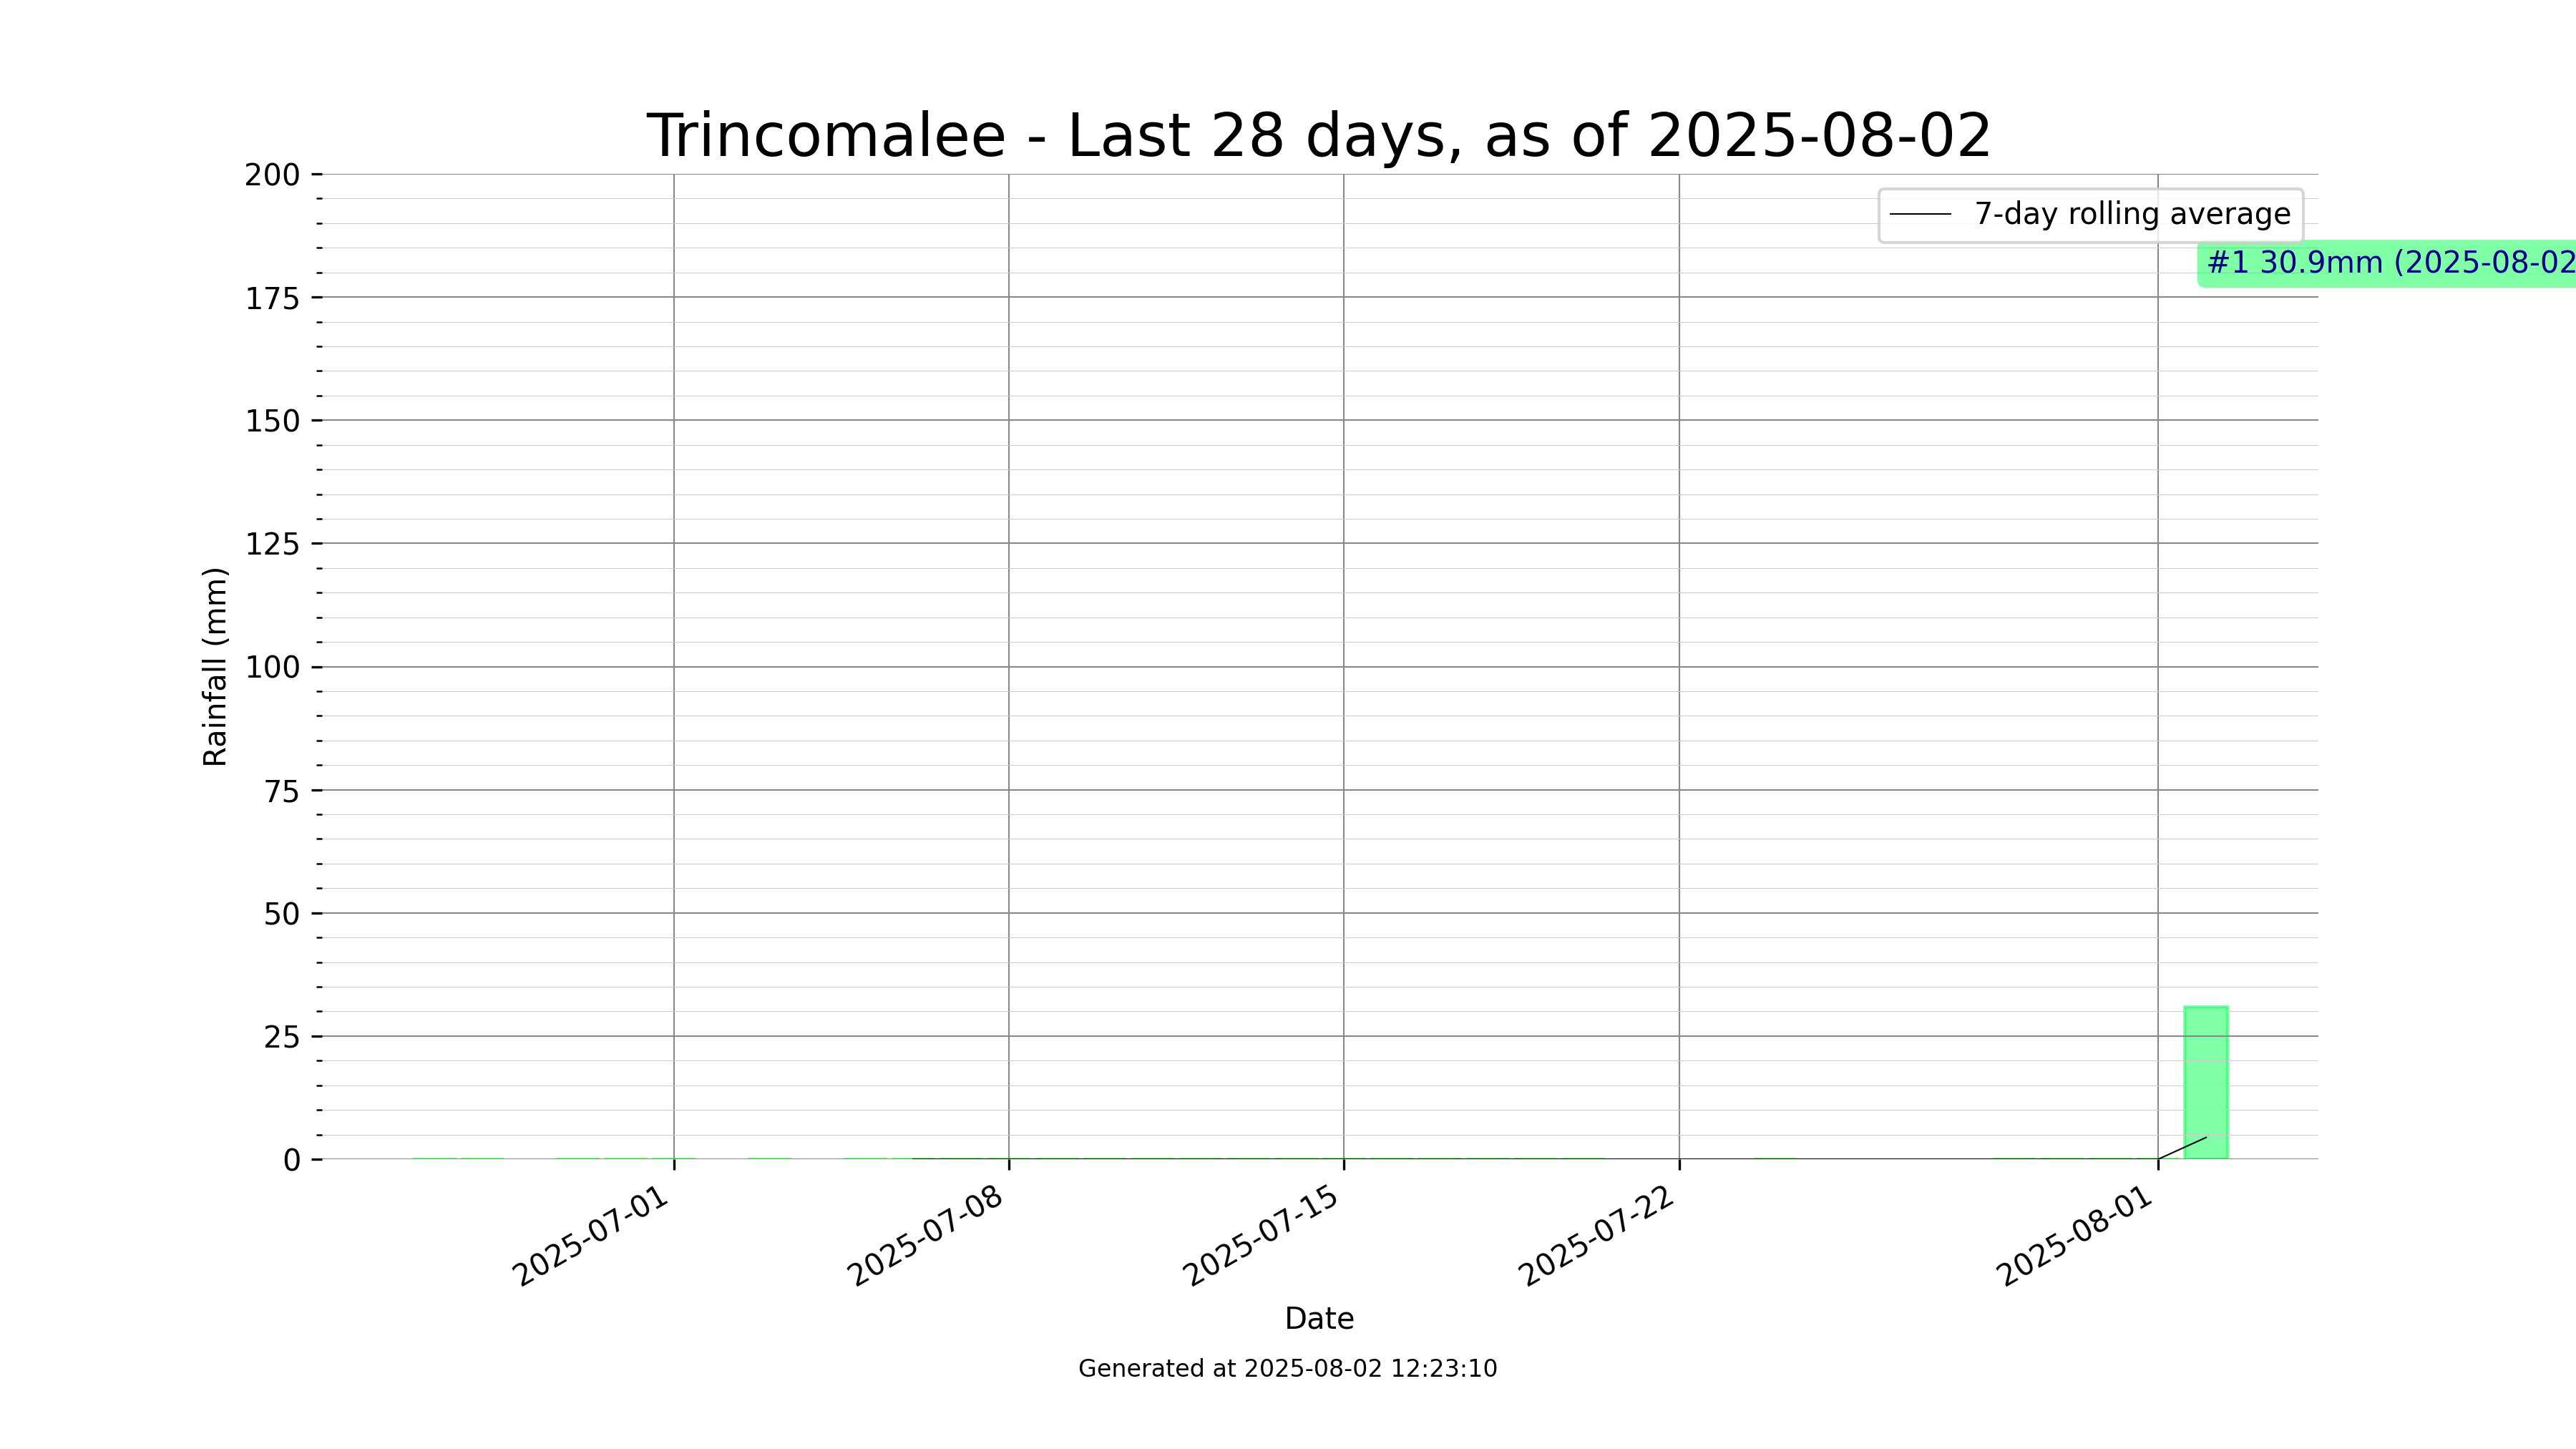 Trincomalee - Last 28 days, as of 2025-08-02
7-day rolling average
#1 30.9mm (2025-08-02
200
175
150
125
100
75
50
25
0
Rainfall (mm)
2025-07-01
2025-07-08
2025-07-15
2025-07-22
2025-08-01
Date
Generated at 2025-08-02 12:23:10